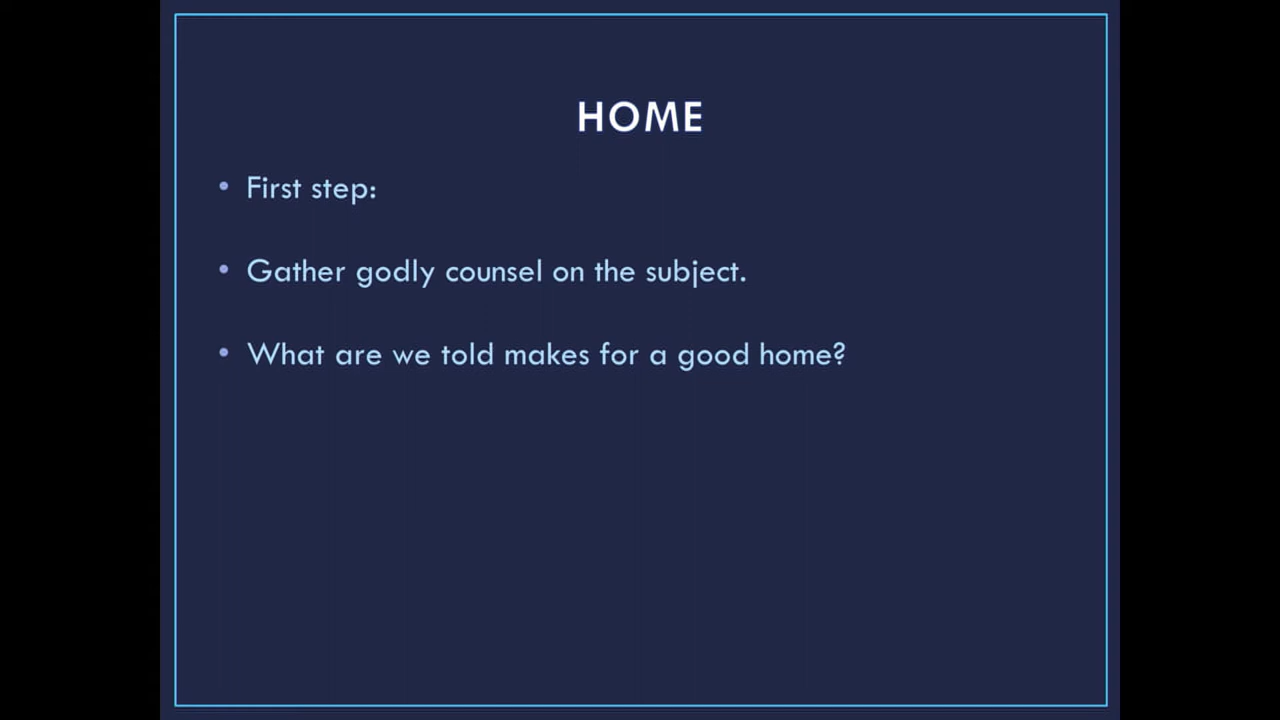 HOME
• First step:
• Gather godly counsel on the subject.
• What are we told makes for a good home?